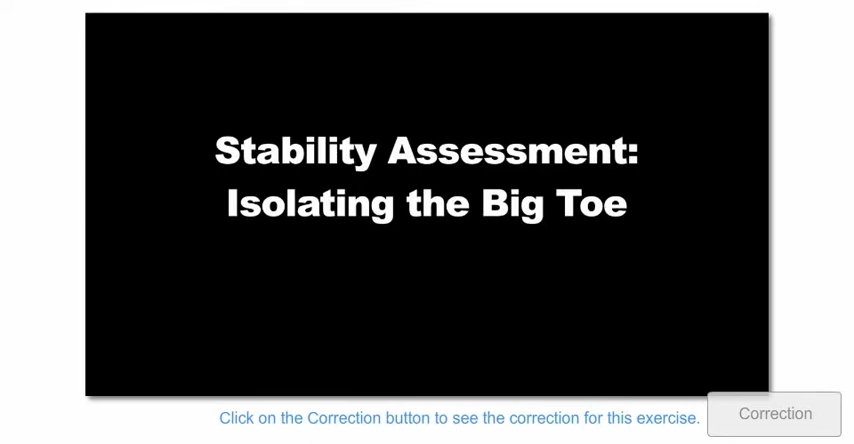 Stability Assessment:
Isolating the Big Toe
Click on the Correction button to see the correction for this exercise.
Correction